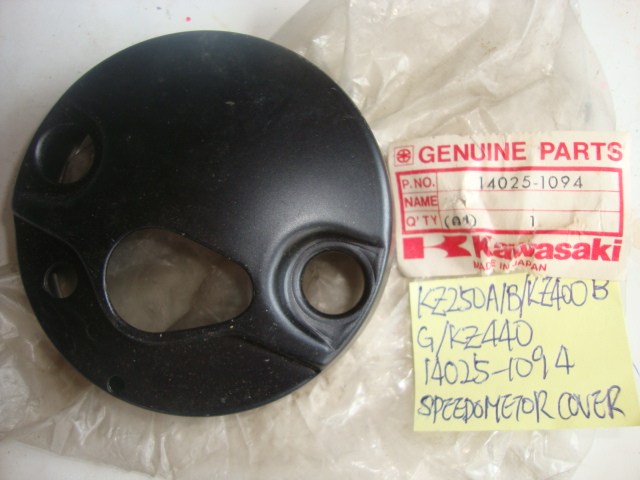 GENUINE PARTS
P.NO. 14025-1094
NAME
Q'TY 1
Kawasaki
MADE IN JAPAN
KZ250A/B/KZ400B
G/KZ440
14025-1094
SPEEDOMETOR COVER